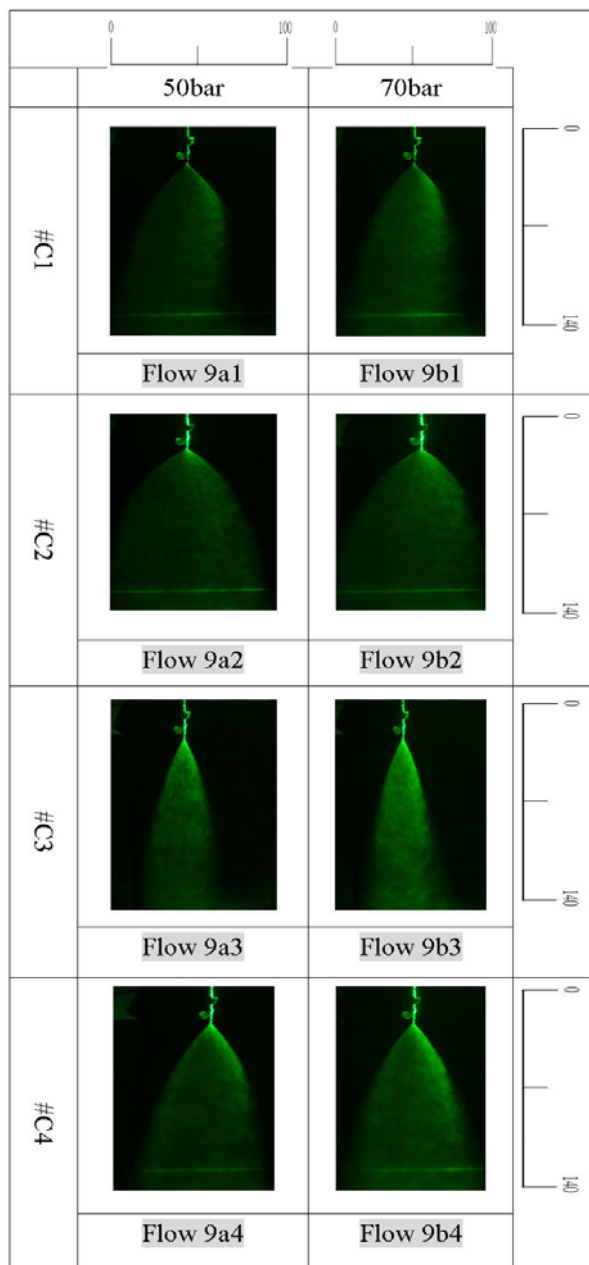 0 100 0 100
50bar 70bar
#C1
0
140
Flow 9a1 Flow 9b1
#C2
0
140
Flow 9a2 Flow 9b2
#C3
0
140
Flow 9a3 Flow 9b3
#C4
0
140
Flow 9a4 Flow 9b4